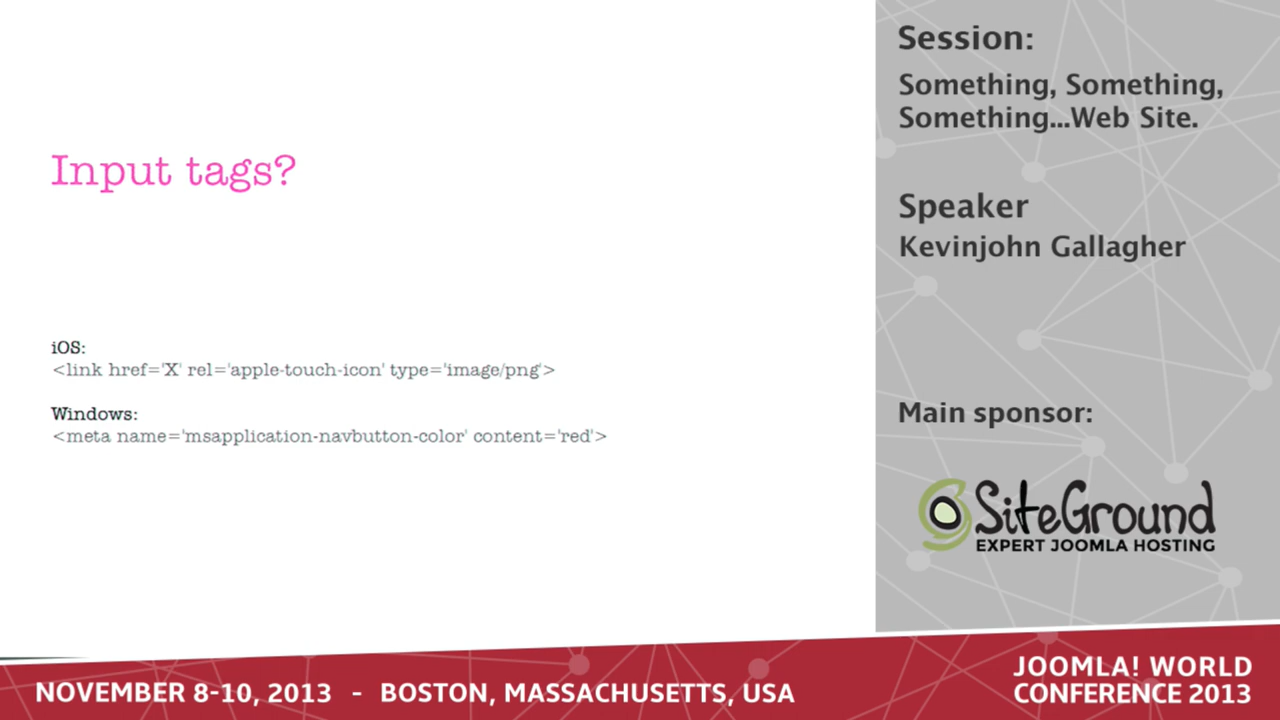 Input tags?
iOS:
<link href='X' rel='apple-touch-icon' type='image/png'>
Windows:
<meta name='msapplication-navbutton-color' content='red'>
Session:
Something, Something,
Something...Web Site.
Speaker
Kevinjohn Gallagher
Main sponsor:
SiteGround
EXPERT JOOMLA HOSTING
NOVEMBER 8-10, 2013 - BOSTON, MASSACHUSETTS, USA
JOOMLA! WORLD
CONFERENCE 2013